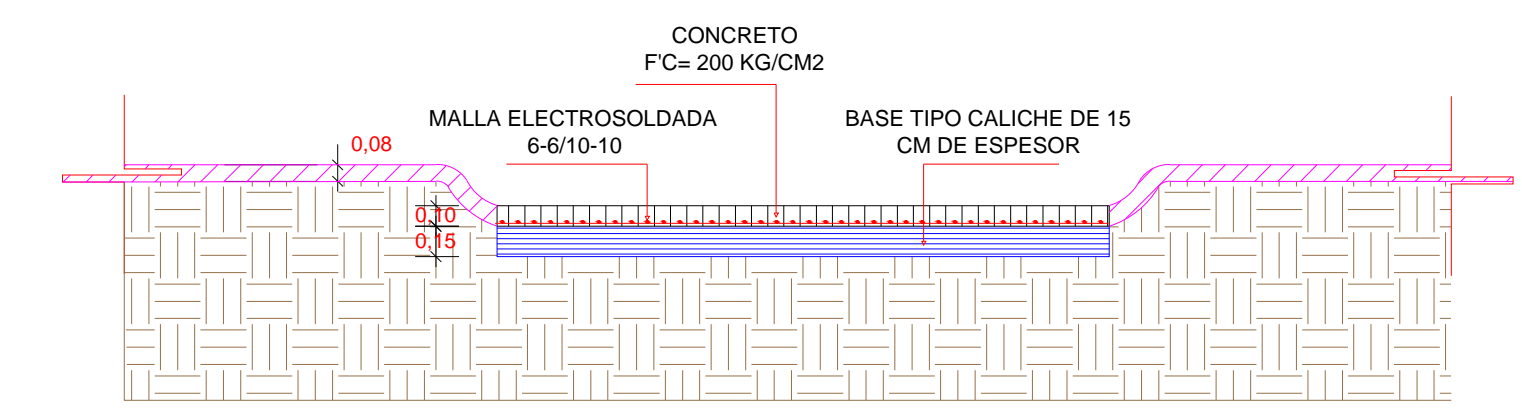 CONCRETO
F'C= 200 KG/CM2
MALLA ELECTROSOLDADA
6-6/10-10
BASE TIPO CALICHE DE 15
CM DE ESPESOR
0,08
0,10
0,15